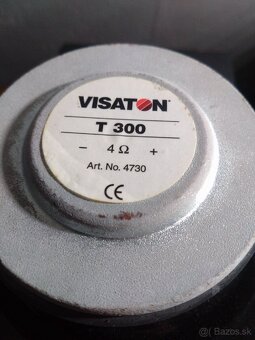 VISATON®
T 300
− 4 Ω +
Art. No. 4730
CE
© Bazos.sk